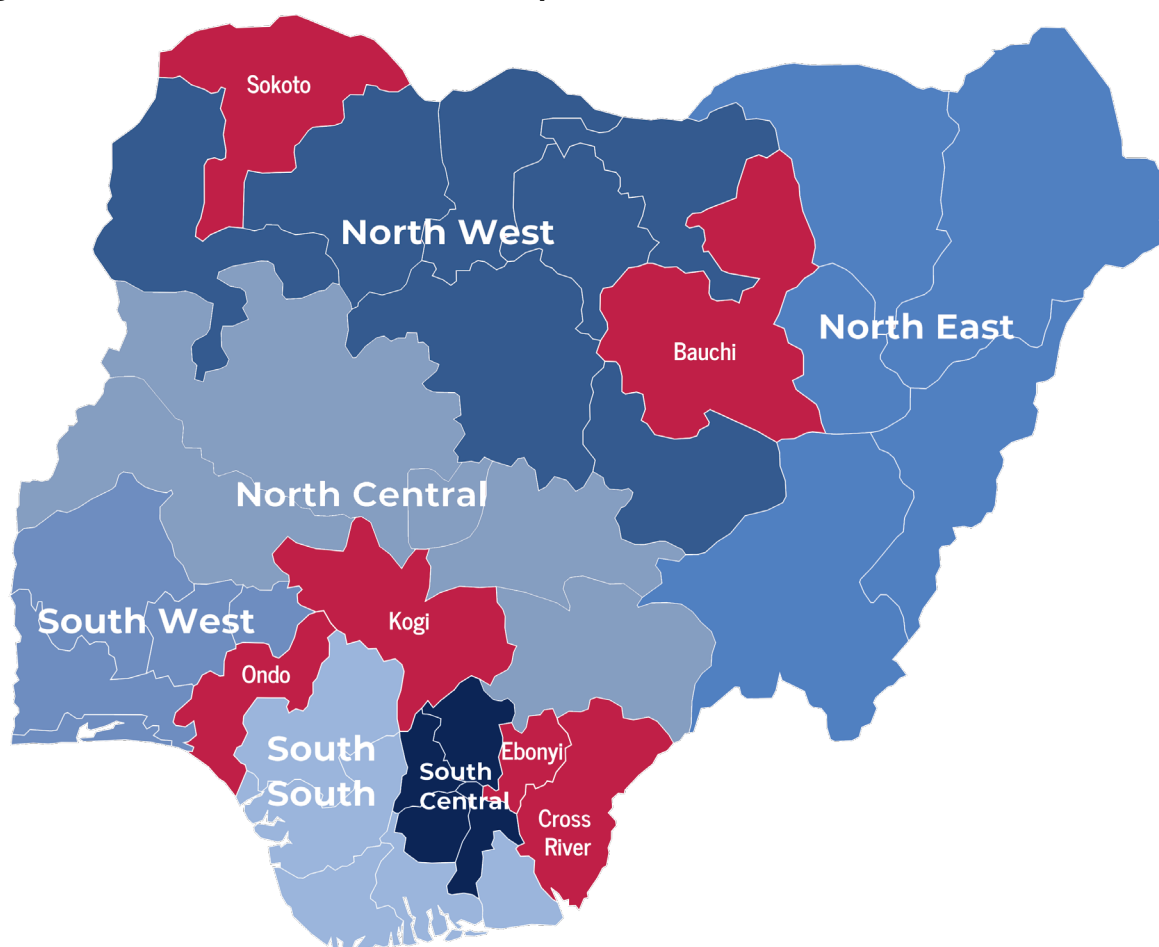 Sokoto
North West
North East
Bauchi
North Central
South West
Kogi
Ondo
South
South
Ebonyi
South
Central
Cross
River